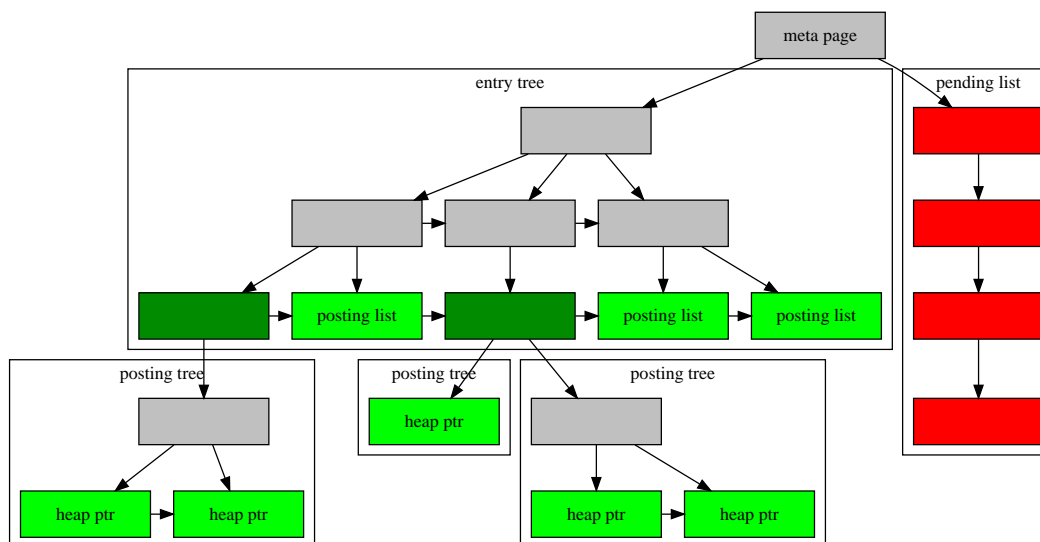 meta page
entry tree
pending list
posting list
posting list
posting list
posting tree
posting tree
posting tree
heap ptr
heap ptr
heap ptr
heap ptr
heap ptr